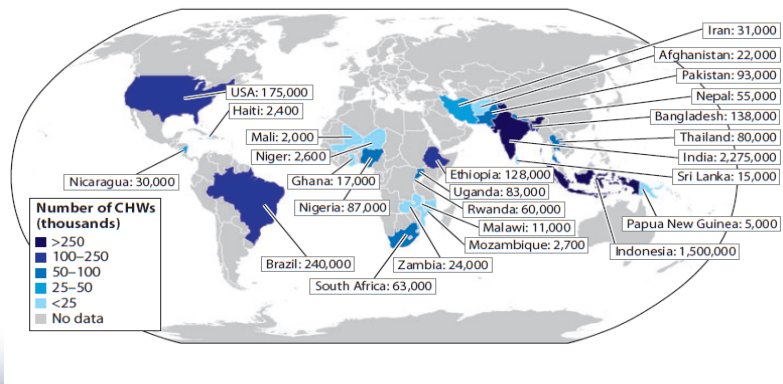 Iran: 31,000
Afghanistan: 22,000
Pakistan: 93,000
Nepal: 55,000
Bangladesh: 138,000
Thailand: 80,000
India: 2,275,000
Sri Lanka: 15,000
USA: 175,000
Haiti: 2,400
Mali: 2,000
Niger: 2,600
Ghana: 17,000
Nigeria: 87,000
Nicaragua: 30,000
Ethiopia: 128,000
Uganda: 83,000
Rwanda: 60,000
Malawi: 11,000
Mozambique: 2,700
Zambia: 24,000
South Africa: 63,000
Brazil: 240,000
Papua New Guinea: 5,000
Indonesia: 1,500,000
Number of CHWs
(thousands)
>250
100–250
50–100
25–50
<25
No data